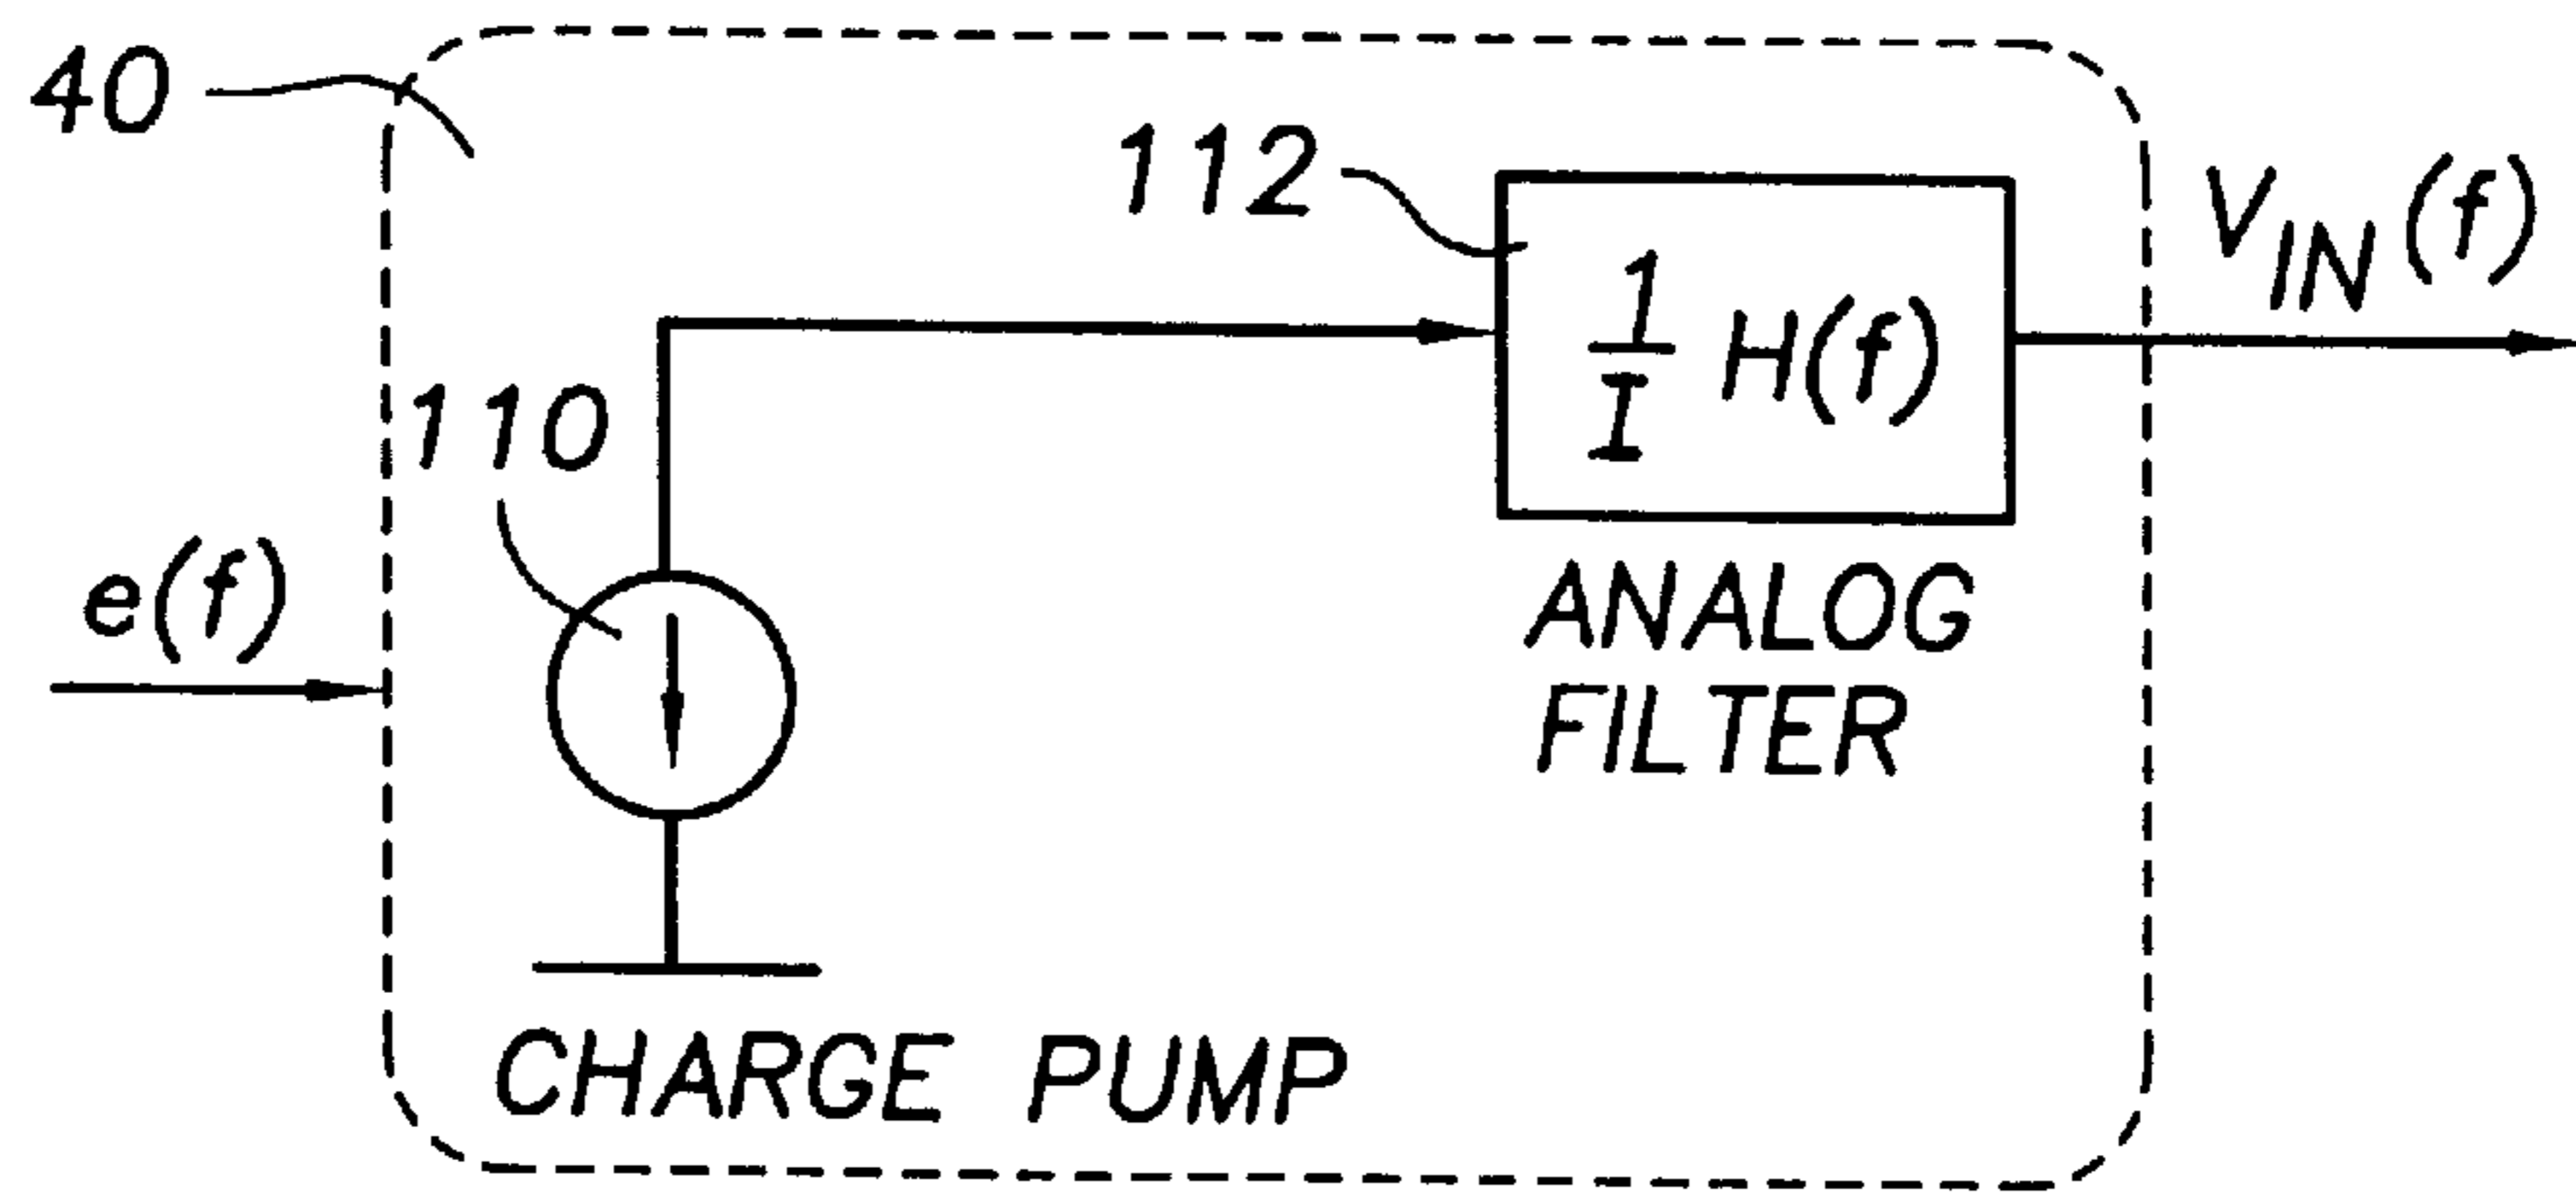 40
112
V_IN(f)
1/I H(f)
110
e(f)
ANALOG
FILTER
CHARGE PUMP